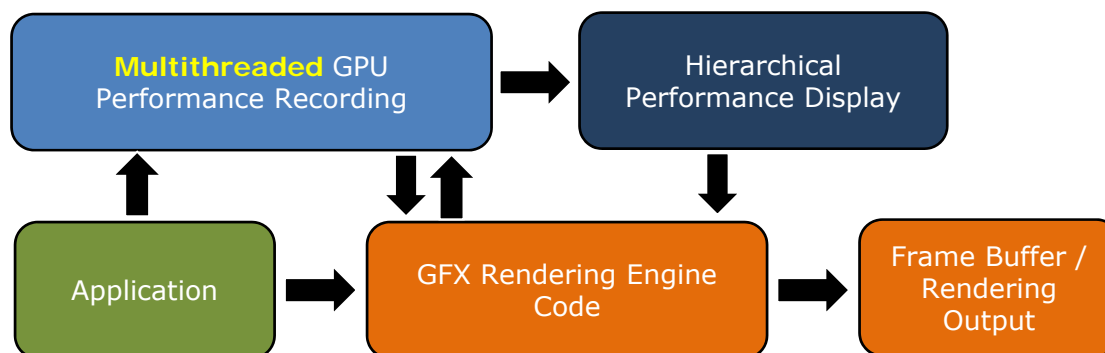 Multithreaded GPU
Performance Recording
Hierarchical
Performance Display
Application
GFX Rendering Engine
Code
Frame Buffer /
Rendering
Output